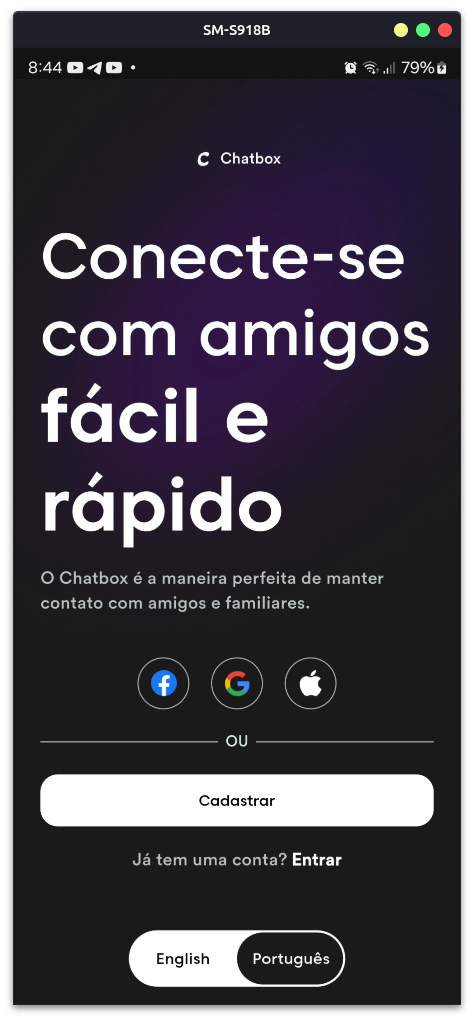 SM-S918B
8:44
79%
Chatbox
Conecte-se
com amigos
fácil e
rápido
O Chatbox é a maneira perfeita de manter
contato com amigos e familiares.
OU
Cadastrar
Já tem uma conta? Entrar
English Português